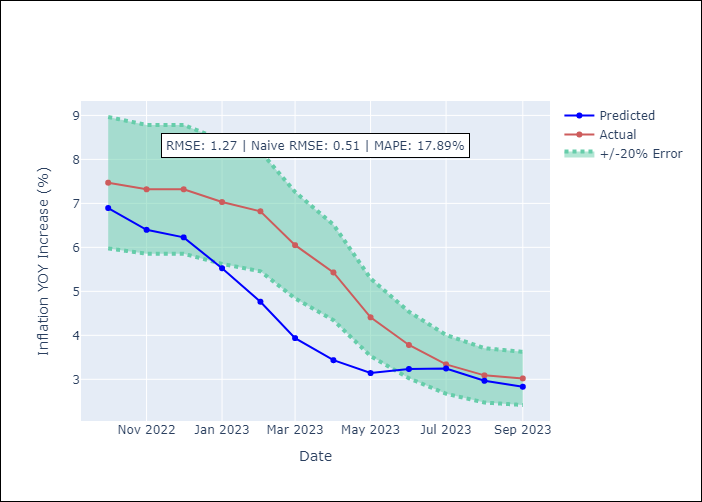 RMSE: 1.27 | Naive RMSE: 0.51 | MAPE: 17.89%
Predicted
Actual
+/-20% Error
Inflation YOY Increase (%)
9
8
7
6
5
4
3
Nov 2022
Jan 2023
Mar 2023
May 2023
Jul 2023
Sep 2023
Date